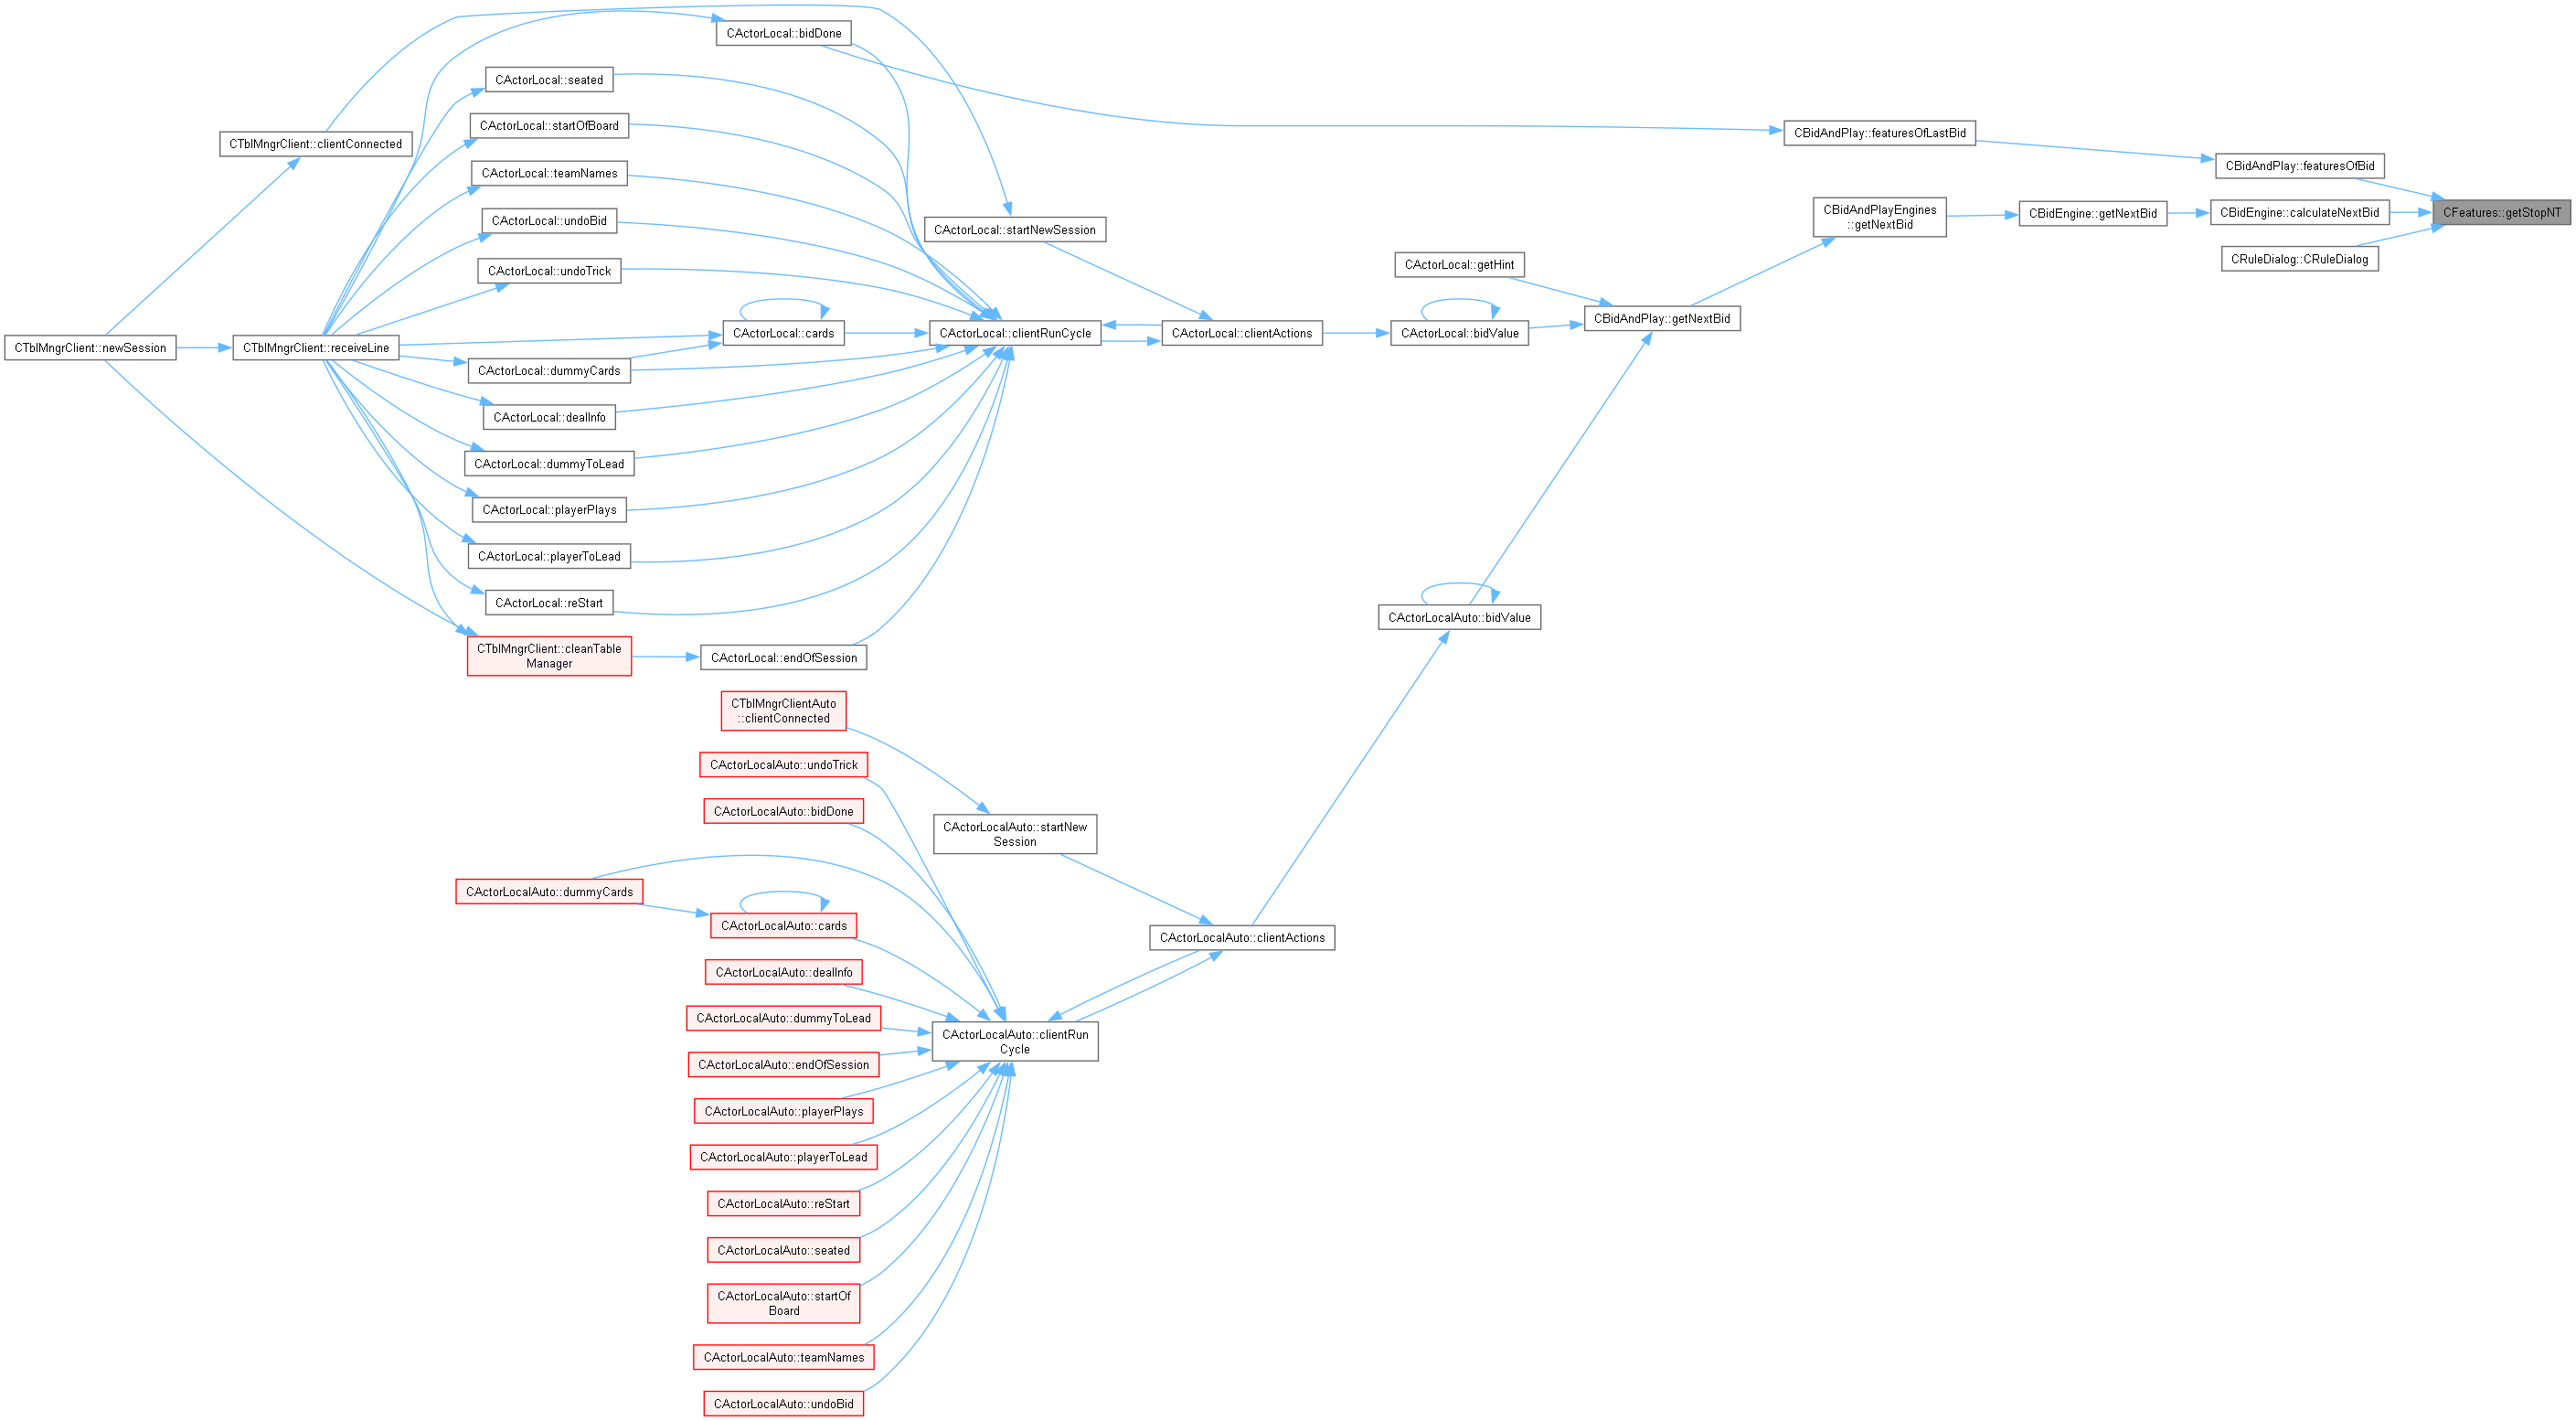 CActorLocal::bidDone
CActorLocal::seated
CActorLocal::startOfBoard
CTblMngrClient::clientConnected
CActorLocal::teamNames
CActorLocal::undoBid
CActorLocal::undoTrick
CActorLocal::startNewSession
CBidAndPlay::featuresOfLastBid
CBidAndPlay::featuresOfBid
CBidAndPlayEngines
::getNextBid
CBidEngine::getNextBid
CBidEngine::calculateNextBid
CFeatures::getStopNT
CRuleDialog::CRuleDialog
CActorLocal::getHint
CTblMngrClient::newSession
CTblMngrClient::receiveLine
CActorLocal::cards
CActorLocal::clientRunCycle
CActorLocal::clientActions
CActorLocal::bidValue
CBidAndPlay::getNextBid
CActorLocal::dummyCards
CActorLocal::dealInfo
CActorLocal::dummyToLead
CActorLocal::playerPlays
CActorLocal::playerToLead
CActorLocal::reStart
CActorLocalAuto::bidValue
CTblMngrClient::cleanTable
Manager
CActorLocal::endOfSession
CTblMngrClientAuto
::clientConnected
CActorLocalAuto::undoTrick
CActorLocalAuto::bidDone
CActorLocalAuto::startNew
Session
CActorLocalAuto::dummyCards
CActorLocalAuto::cards
CActorLocalAuto::clientActions
CActorLocalAuto::dealInfo
CActorLocalAuto::dummyToLead
CActorLocalAuto::clientRun
Cycle
CActorLocalAuto::endOfSession
CActorLocalAuto::playerPlays
CActorLocalAuto::playerToLead
CActorLocalAuto::reStart
CActorLocalAuto::seated
CActorLocalAuto::startOf
Board
CActorLocalAuto::teamNames
CActorLocalAuto::undoBid